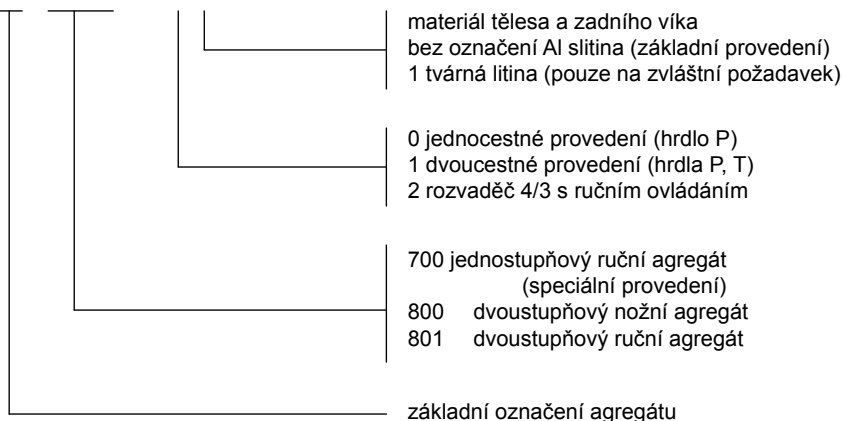 materiál tělesa a zadního víka
bez označení Al slitina (základní provedení)
1 tvárná litina (pouze na zvláštní požadavek)
0 jednocestné provedení (hrdlo P)
1 dvoucestné provedení (hrdla P, T)
2 rozvaděč 4/3 s ručním ovládáním
700 jednostupňový ruční agregát
(speciální provedení)
800 dvoustupňový nožní agregát
801 dvoustupňový ruční agregát
základní označení agregátu